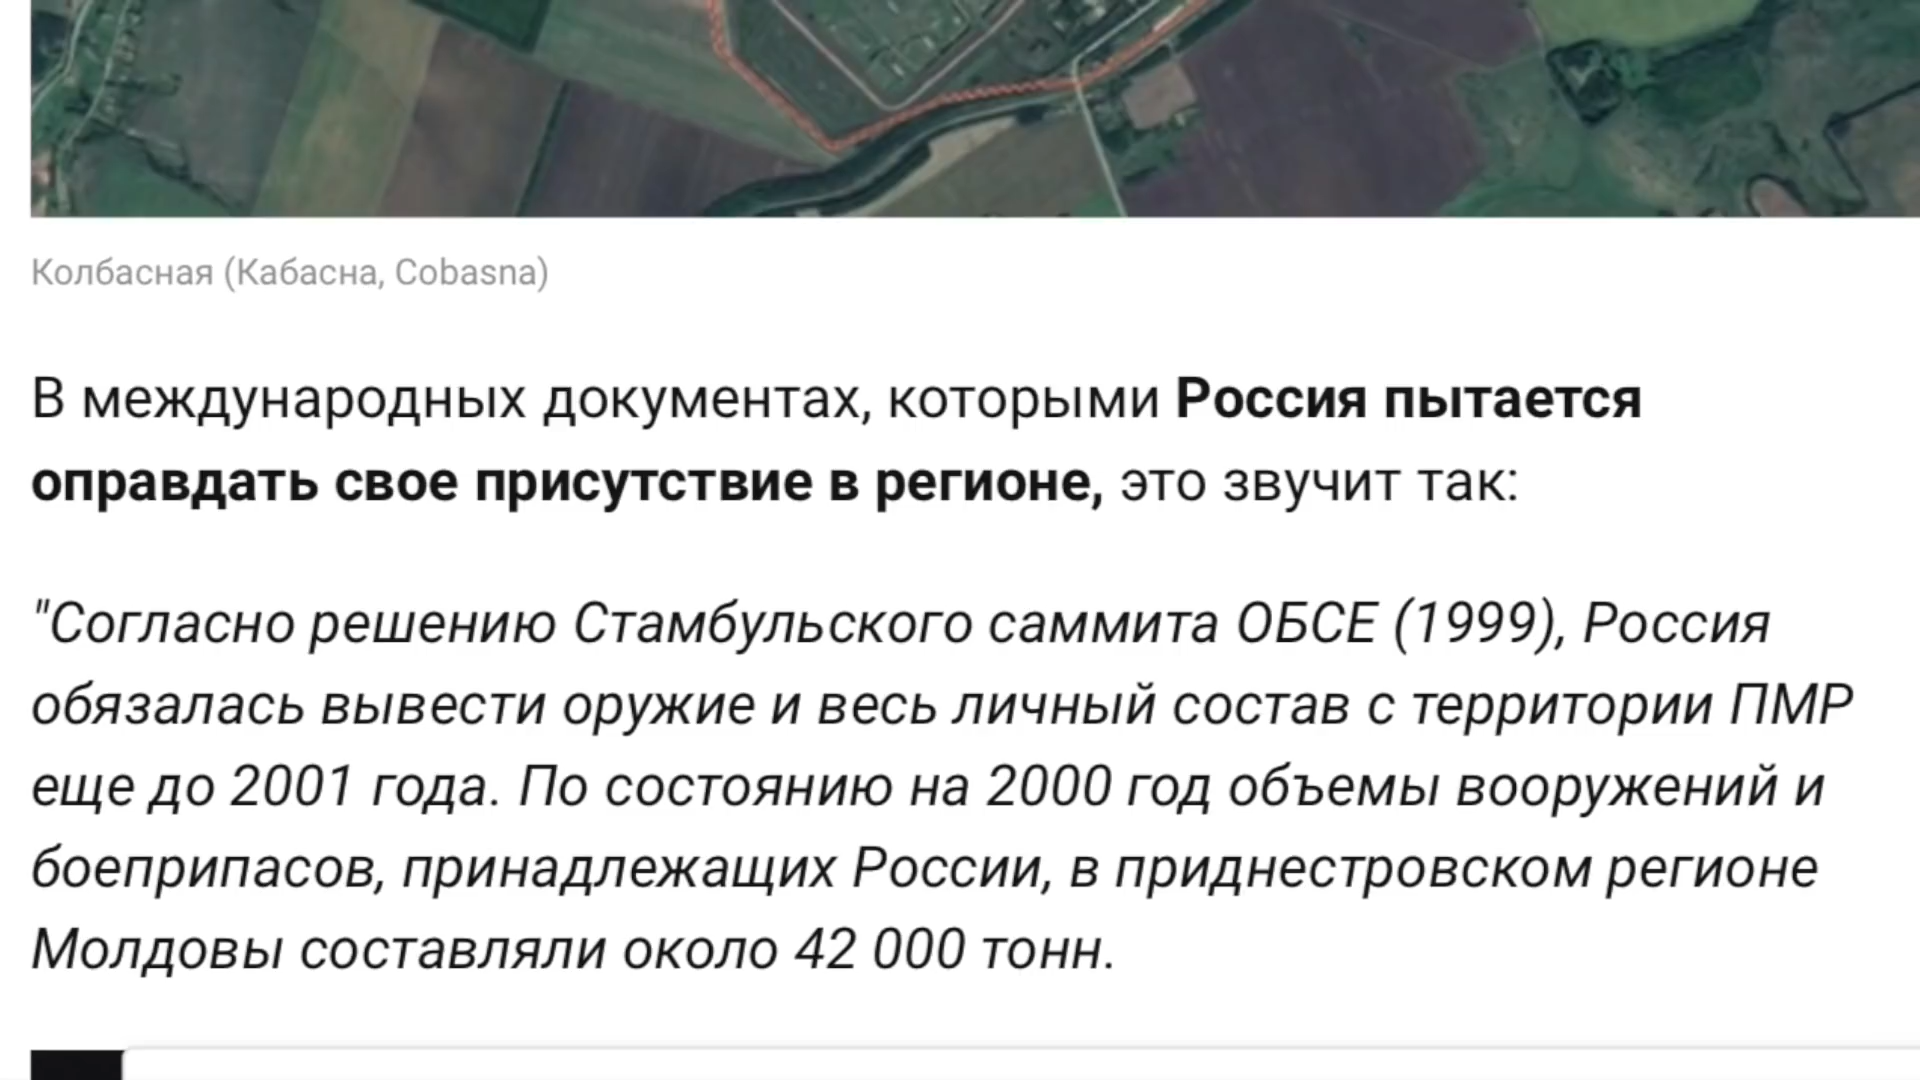 Колбасная (Кабасна, Cobasna)
В международных документах, которыми Россия пытается
оправдать свое присутствие в регионе, это звучит так:
"Согласно решению Стамбульского саммита ОБСЕ (1999), Россия
обязалась вывести оружие и весь личный состав с территории ПМР
еще до 2001 года. По состоянию на 2000 год объемы вооружений и
боеприпасов, принадлежащих России, в приднестровском регионе
Молдовы составляли около 42 000 тонн.